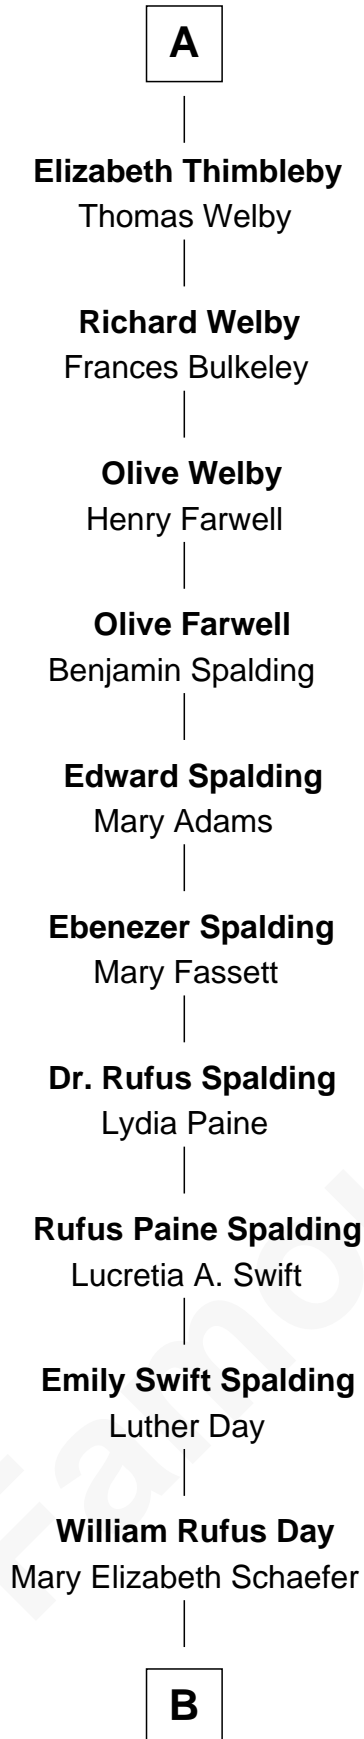 A
Elizabeth Thimbleby
Thomas Welby
Richard Welby
Frances Bulkeley
Olive Welby
Henry Farwell
Olive Farwell
Benjamin Spalding
Edward Spalding
Mary Adams
Ebenezer Spalding
Mary Fassett
Dr. Rufus Spalding
Lydia Paine
Rufus Paine Spalding
Lucretia A. Swift
Emily Swift Spalding
Luther Day
William Rufus Day
Mary Elizabeth Schaefer
B
Famou